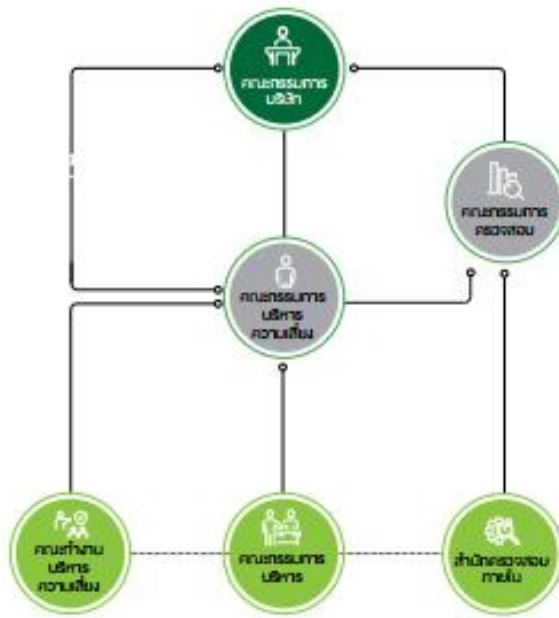 คณะกรรมการ
บริษัท
คณะกรรมการ
ตรวจสอบ
คณะกรรมการ
บริหาร
ความเสี่ยง
คณะทำงาน
บริหาร
ความเสี่ยง
คณะกรรมการ
บริหาร
สำนักตรวจสอบ
ภายใน